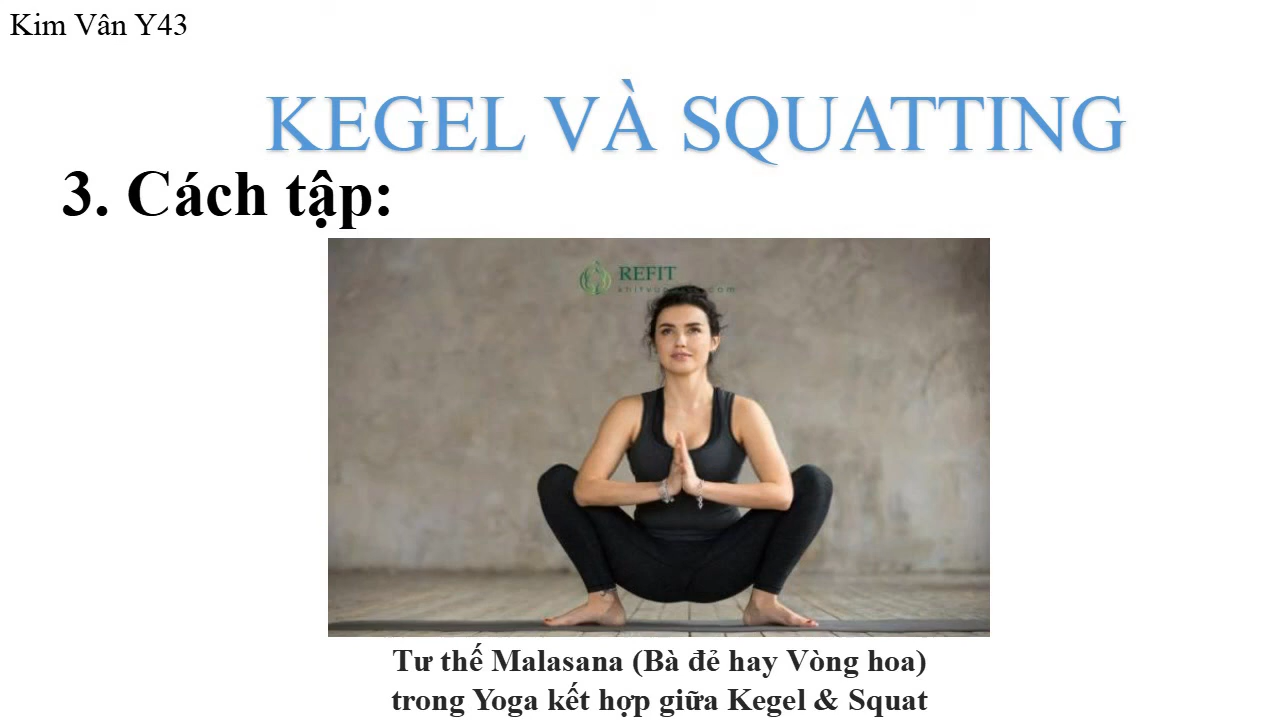 Kim Vân Y43
KEGEL VÀ SQUATTING
3. Cách tập:
REFIT
Tư thế Malasana (Bà đẻ hay Vòng hoa)
trong Yoga kết hợp giữa Kegel & Squat